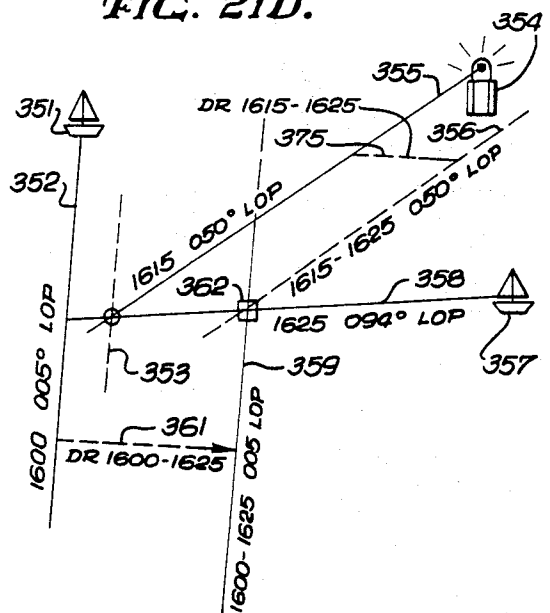 FIG. 21D.
354
355
351
DR 1615-1625
356
375
352
1615 050° LOP
1615-1625 050° LOP
362
358
1625 094° LOP
357
353
359
1600 005° LOP
361
DR 1600-1625
1600-1625 005 LOP